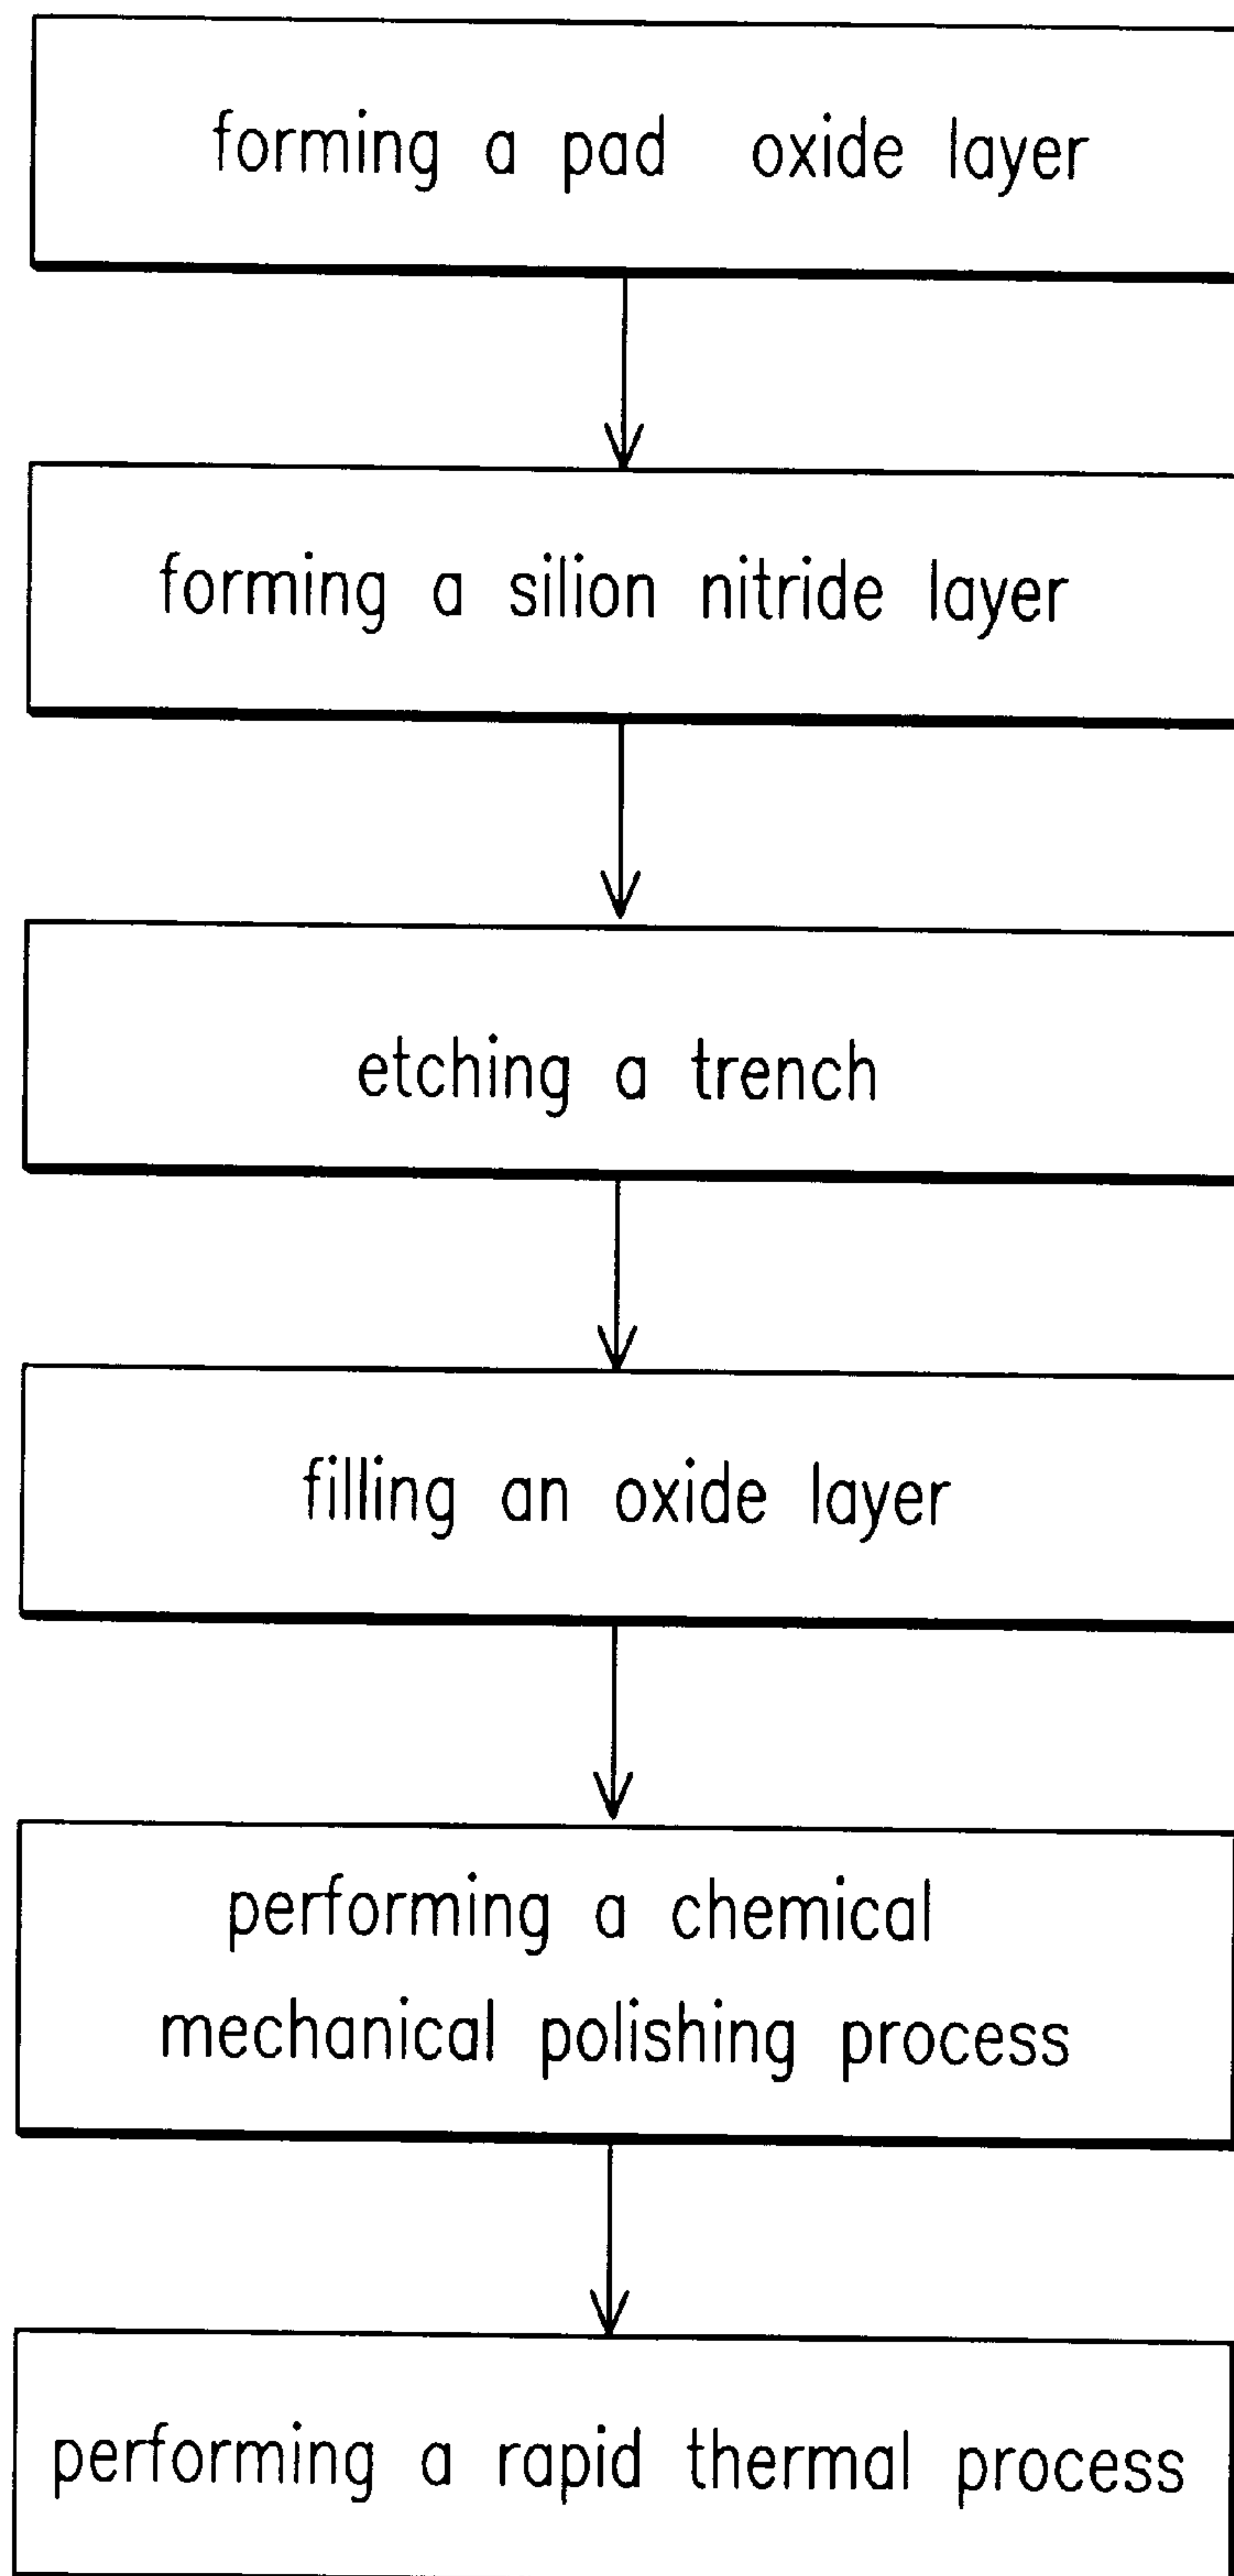 forming a pad oxide layer
forming a silion nitride layer
etching a trench
filling an oxide layer
performing a chemical
mechanical polishing process
performing a rapid thermal process